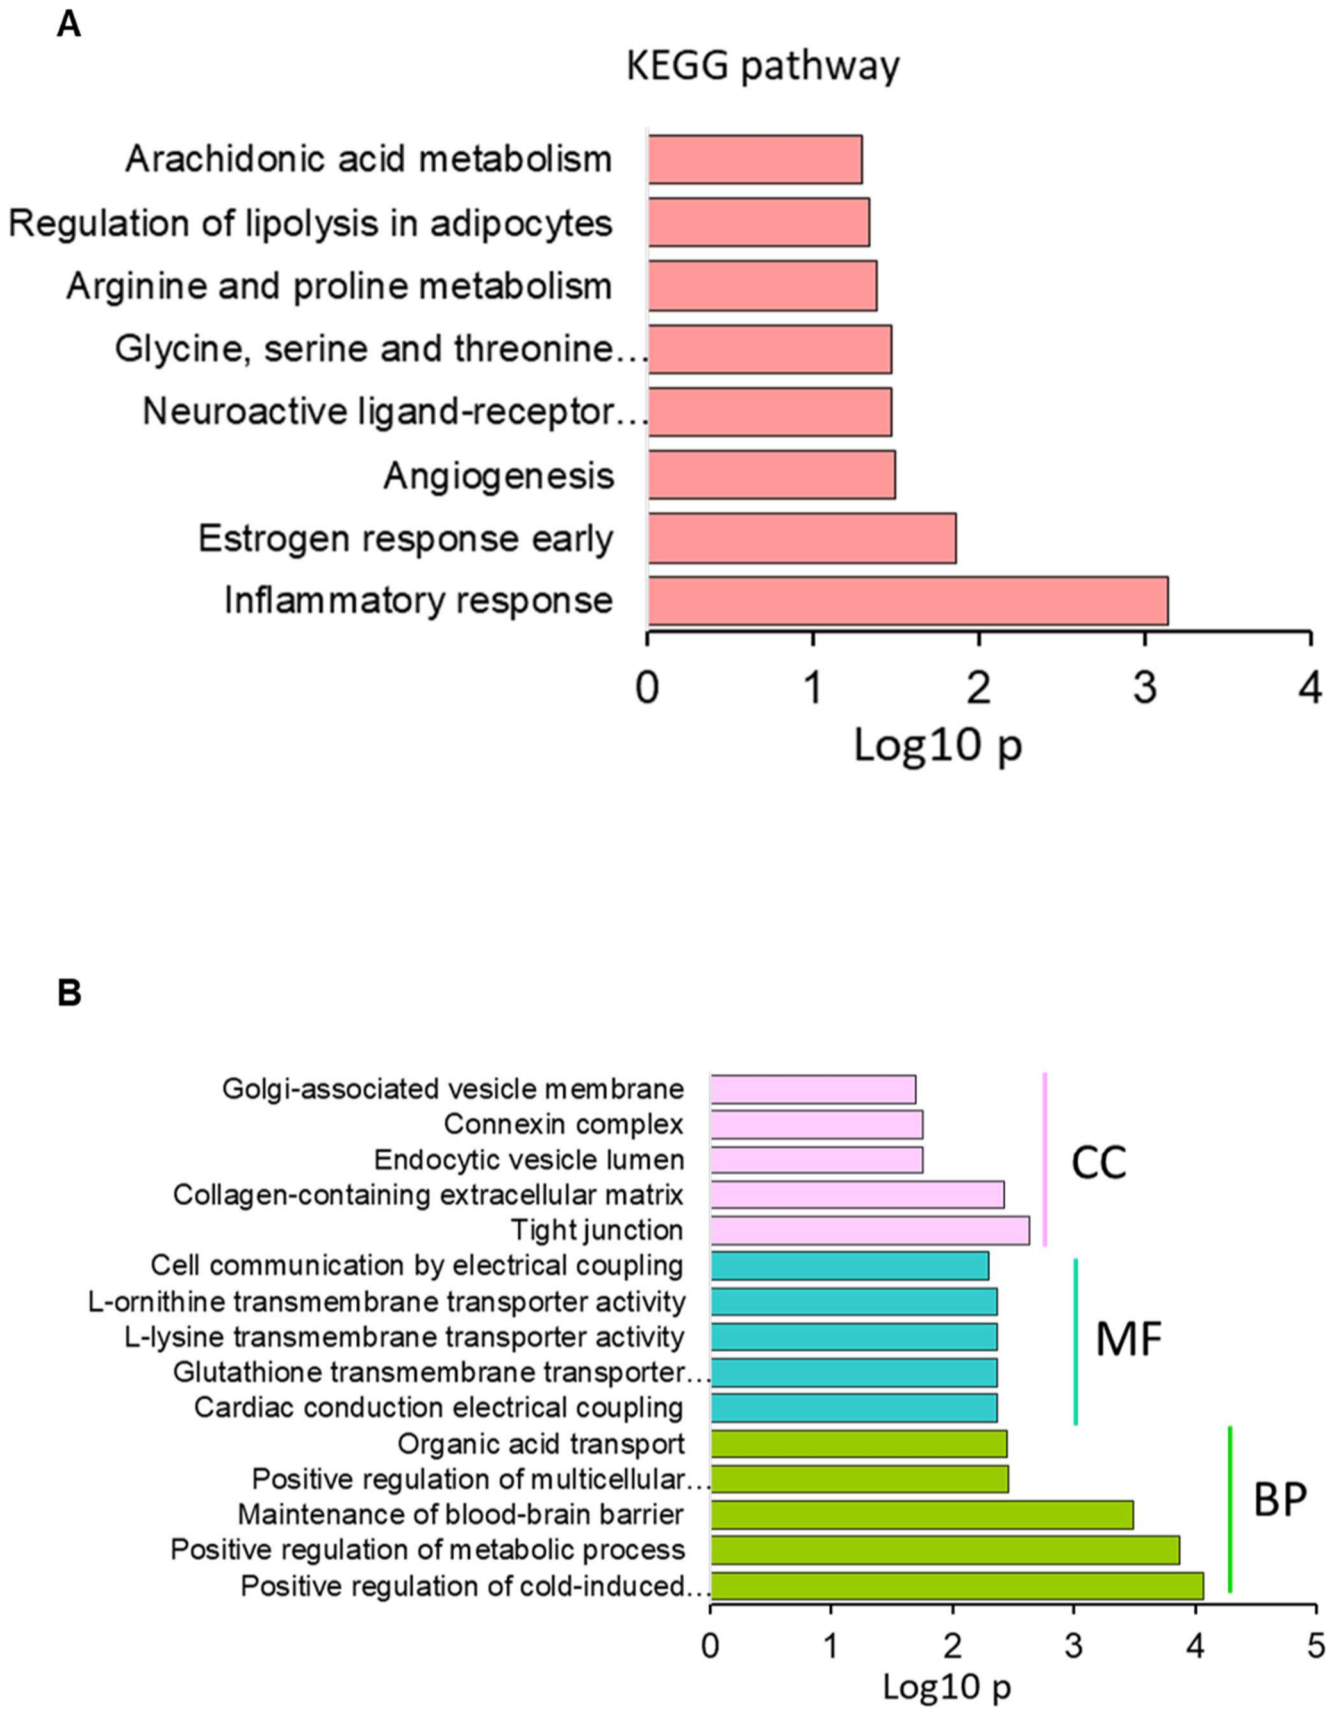 A
KEGG pathway
Arachidonic acid metabolism
Regulation of lipolysis in adipocytes
Arginine and proline metabolism
Glycine, serine and threonine...
Neuroactive ligand-receptor...
Angiogenesis
Estrogen response early
Inflammatory response
0 1 2 3 4
Log10 p
B
Golgi-associated vesicle membrane
Connexin complex
Endocytic vesicle lumen
CC
Collagen-containing extracellular matrix
Tight junction
Cell communication by electrical coupling
L-ornithine transmembrane transporter activity
L-lysine transmembrane transporter activity
MF
Glutathione transmembrane transporter...
Cardiac conduction electrical coupling
Organic acid transport
Positive regulation of multicellular...
Maintenance of blood-brain barrier
BP
Positive regulation of metabolic process
Positive regulation of cold-induced...
0 1 2 3 4 5
Log10 p